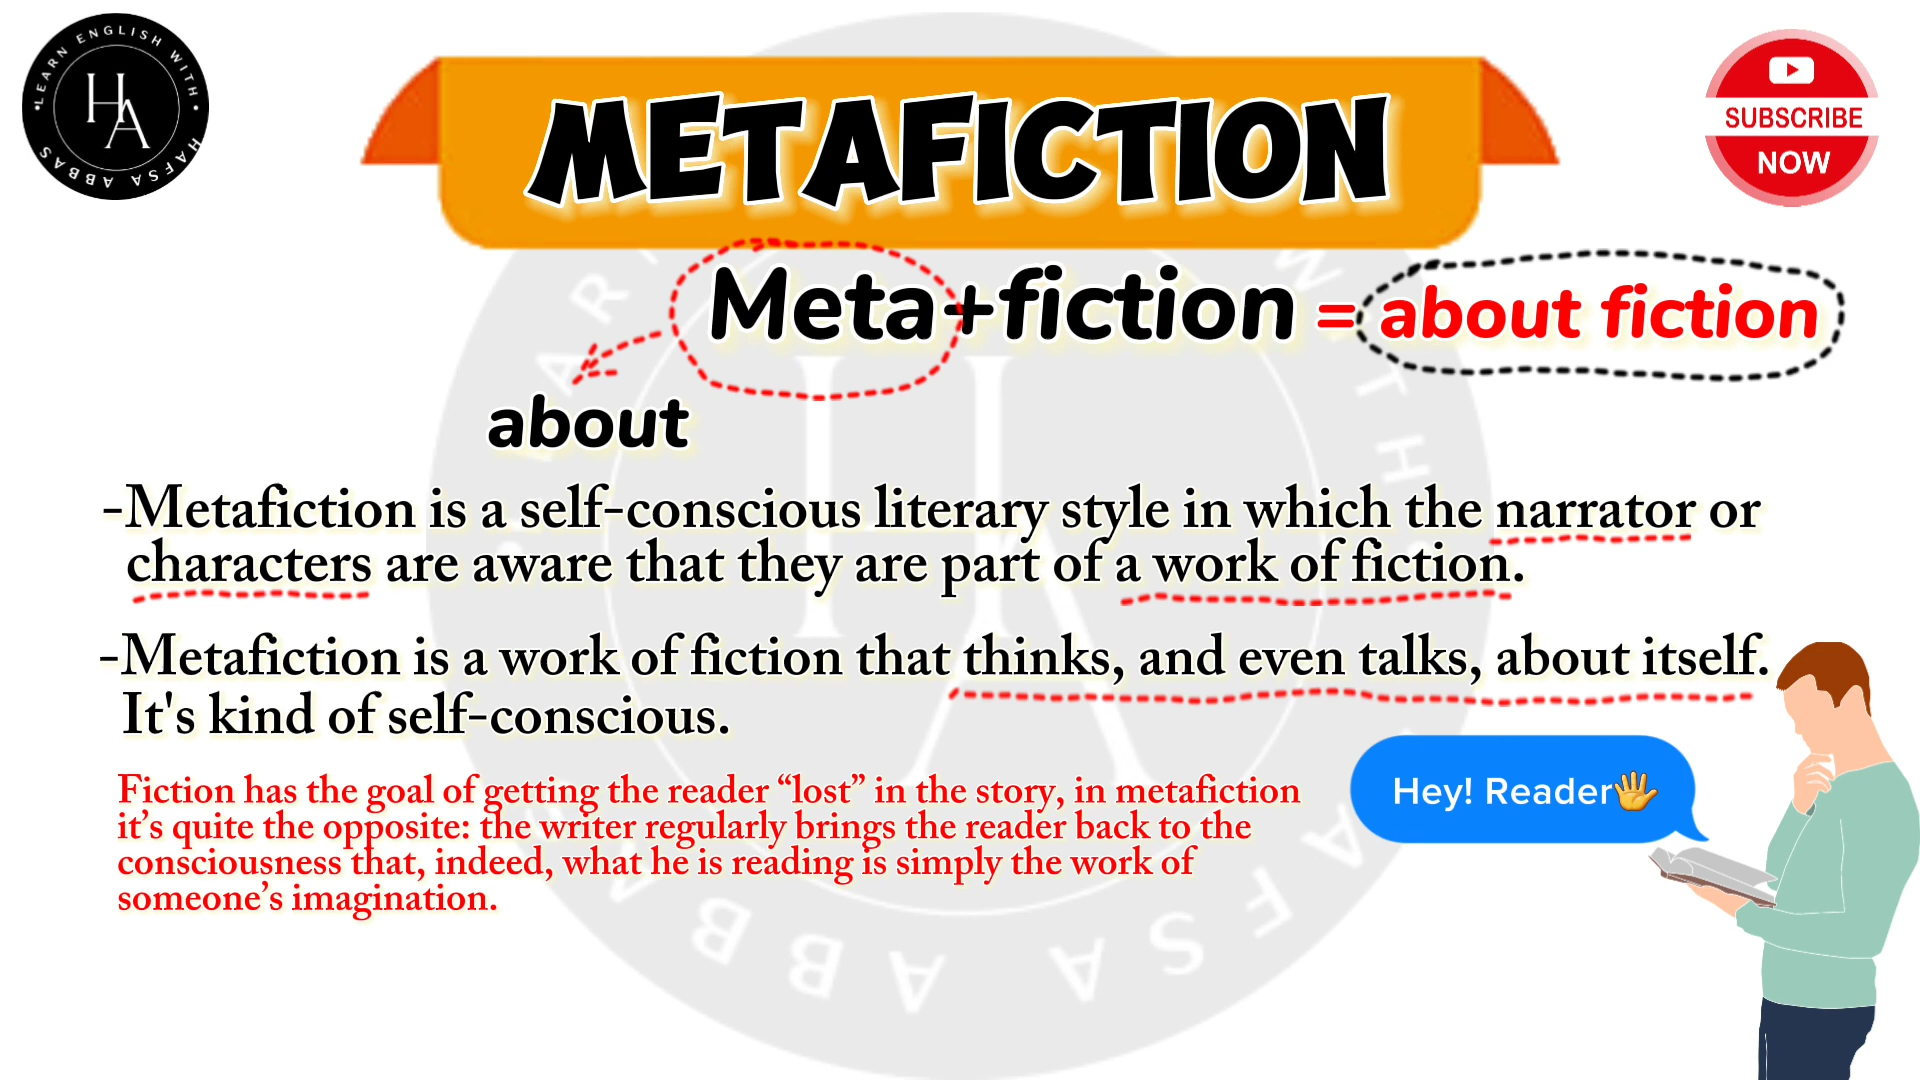 LEARN ENGLISH WITH
HAFSA ABBAS
HA
METAFICTION
SUBSCRIBE
NOW
Meta+fiction = about fiction
about
-Metafiction is a self-conscious literary style in which the narrator or
characters are aware that they are part of a work of fiction.
-Metafiction is a work of fiction that thinks, and even talks, about itself.
It's kind of self-conscious.
Fiction has the goal of getting the reader “lost” in the story, in metafiction
it’s quite the opposite: the writer regularly brings the reader back to the
consciousness that, indeed, what he is reading is simply the work of
someone’s imagination.
Hey! Reader🖐